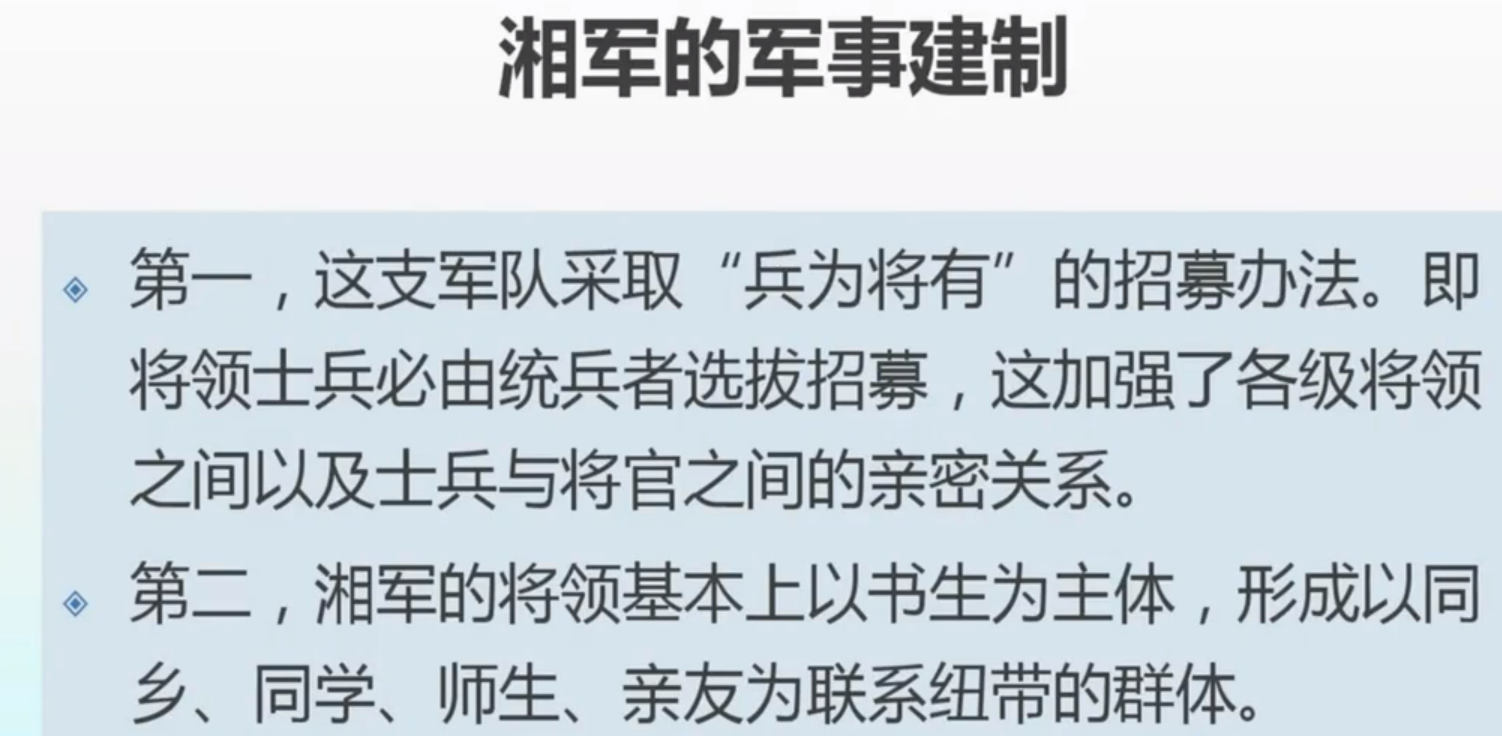 湘军的军事建制
第一，这支军队采取“兵为将有”的招募办法。即
将领士兵必由统兵者选拔招募，这加强了各级将领
之间以及士兵与将官之间的亲密关系。
第二，湘军的将领基本上以书生为主体，形成以同
乡、同学、师生、亲友为联系纽带的群体。